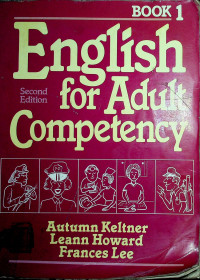 BOOK 1
English
Second
Edition
for Adult
Competency
Autumn Keltner
Leann Howard
Frances Lee